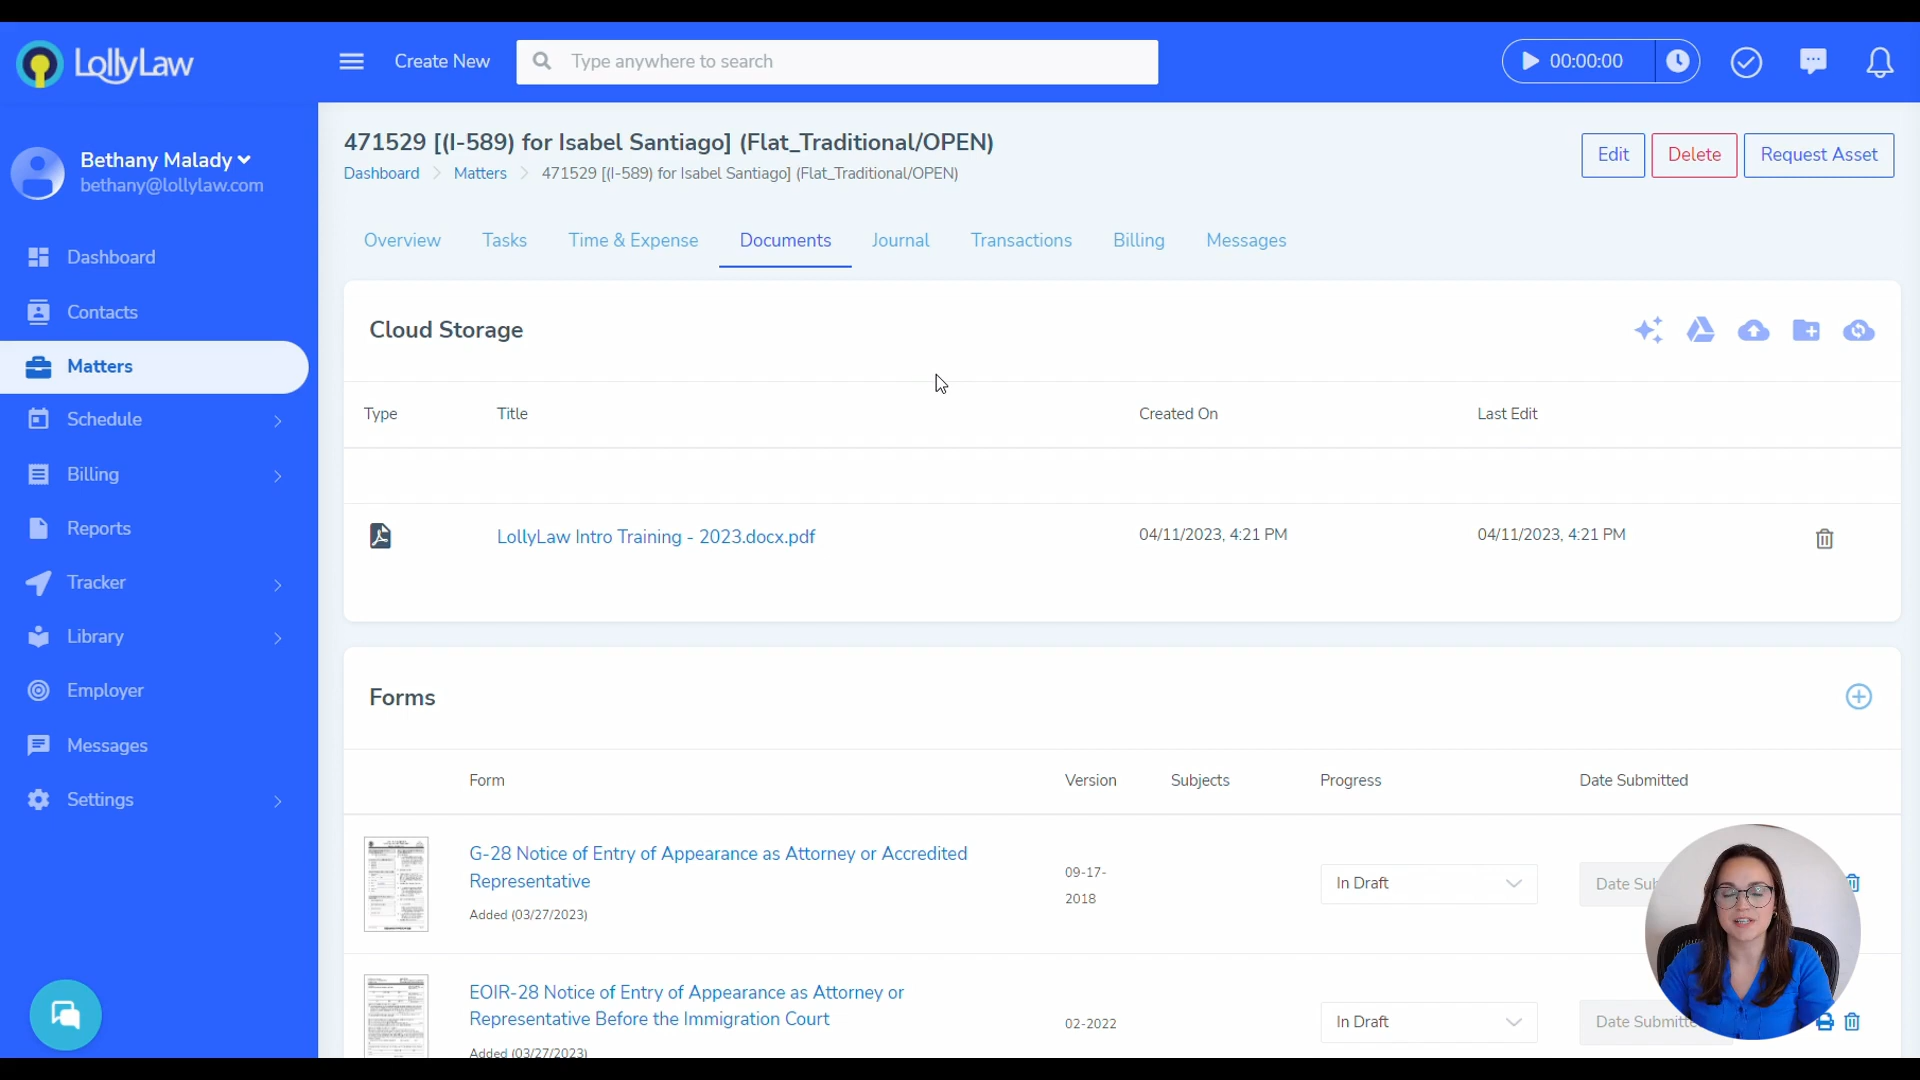 LollyLaw
Create New
Type anywhere to search
00:00:00
Bethany Malady
bethany@lollylaw.com
Dashboard
Contacts
Matters
Schedule
Billing
Reports
Tracker
Library
Employer
Messages
Settings
471529 [(I-589) for Isabel Santiago] (Flat_Traditional/OPEN)
Dashboard > Matters > 471529 [(I-589) for Isabel Santiago] (Flat_Traditional/OPEN)
Edit
Delete
Request Asset
Overview
Tasks
Time & Expense
Documents
Journal
Transactions
Billing
Messages
Cloud Storage
Type
Title
Created On
Last Edit
LollyLaw Intro Training - 2023.docx.pdf
04/11/2023, 4:21 PM
04/11/2023, 4:21 PM
Forms
Form
Version
Subjects
Progress
Date Submitted
G-28 Notice of Entry of Appearance as Attorney or Accredited
Representative
Added (03/27/2023)
09-17-
2018
In Draft
Date Sub
EOIR-28 Notice of Entry of Appearance as Attorney or
Representative Before the Immigration Court
Added (03/27/2023)
02-2022
In Draft
Date Submitt